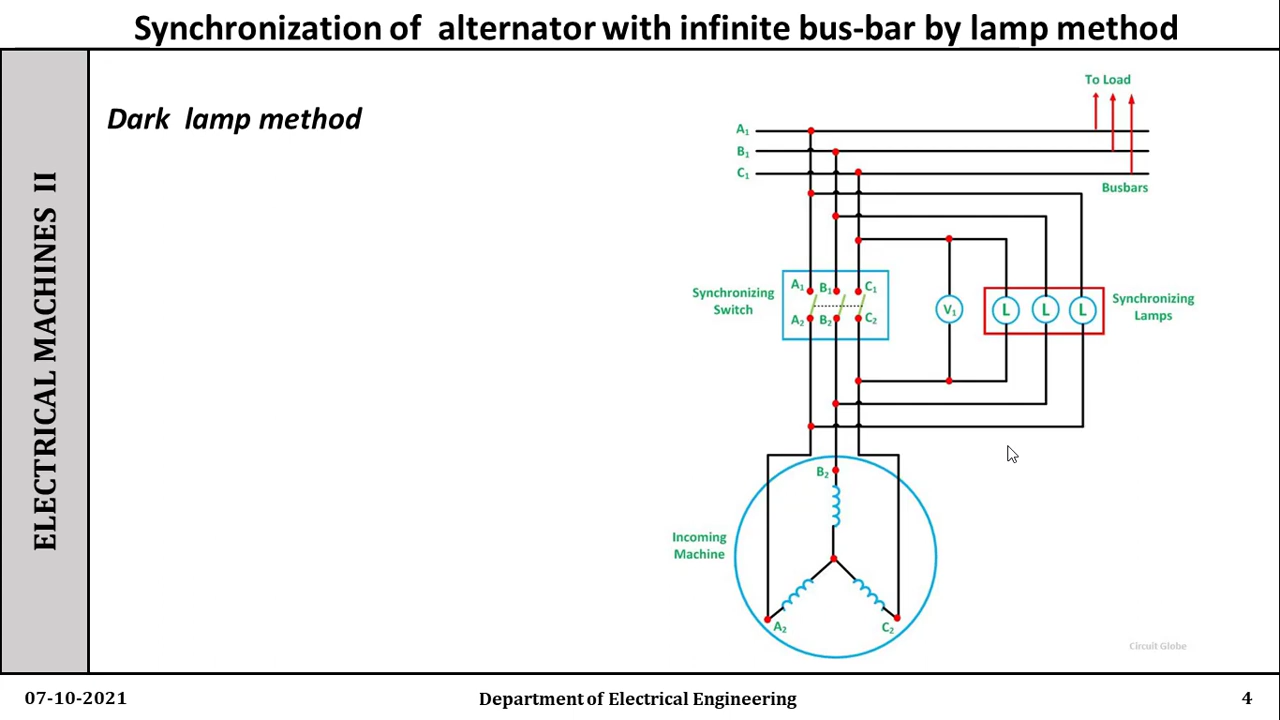 Synchronization of alternator with infinite bus-bar by lamp method
ELECTRICAL MACHINES II
Dark lamp method
To Load
A₁
B₁
C₁
Busbars
Synchronizing
Switch
A₁ B₁ C₁
A₂ B₂ C₂
V₁
L L L
Synchronizing
Lamps
B₂
Incoming
Machine
A₂
C₂
Circuit Globe
07-10-2021
Department of Electrical Engineering
4